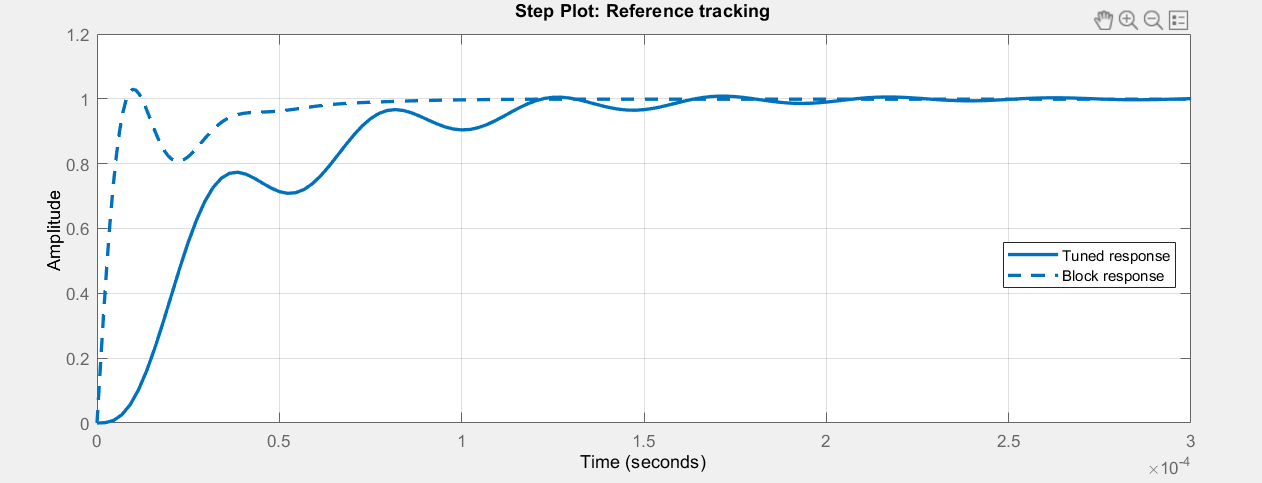 Step Plot: Reference tracking
1.2
1
0.8
0.6
0.4
0.2
0
Amplitude
Tuned response
Block response
0 0.5 1 1.5 2 2.5 3
Time (seconds)
×10-4